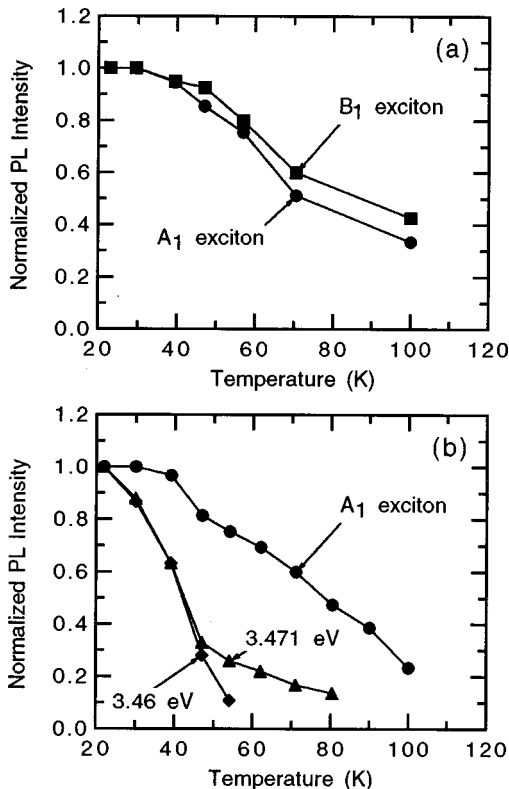 1.2
(a)
1.0
B1 exciton
0.8
Normalized PL Intensity
0.6
A1 exciton
0.4
0.2
0.0
20 40 60 80 100 120
Temperature (K)
1.2
(b)
1.0
A1 exciton
0.8
Normalized PL Intensity
0.6
0.4
3.471 eV
0.2
3.46 eV
0.0
20 40 60 80 100 120
Temperature (K)